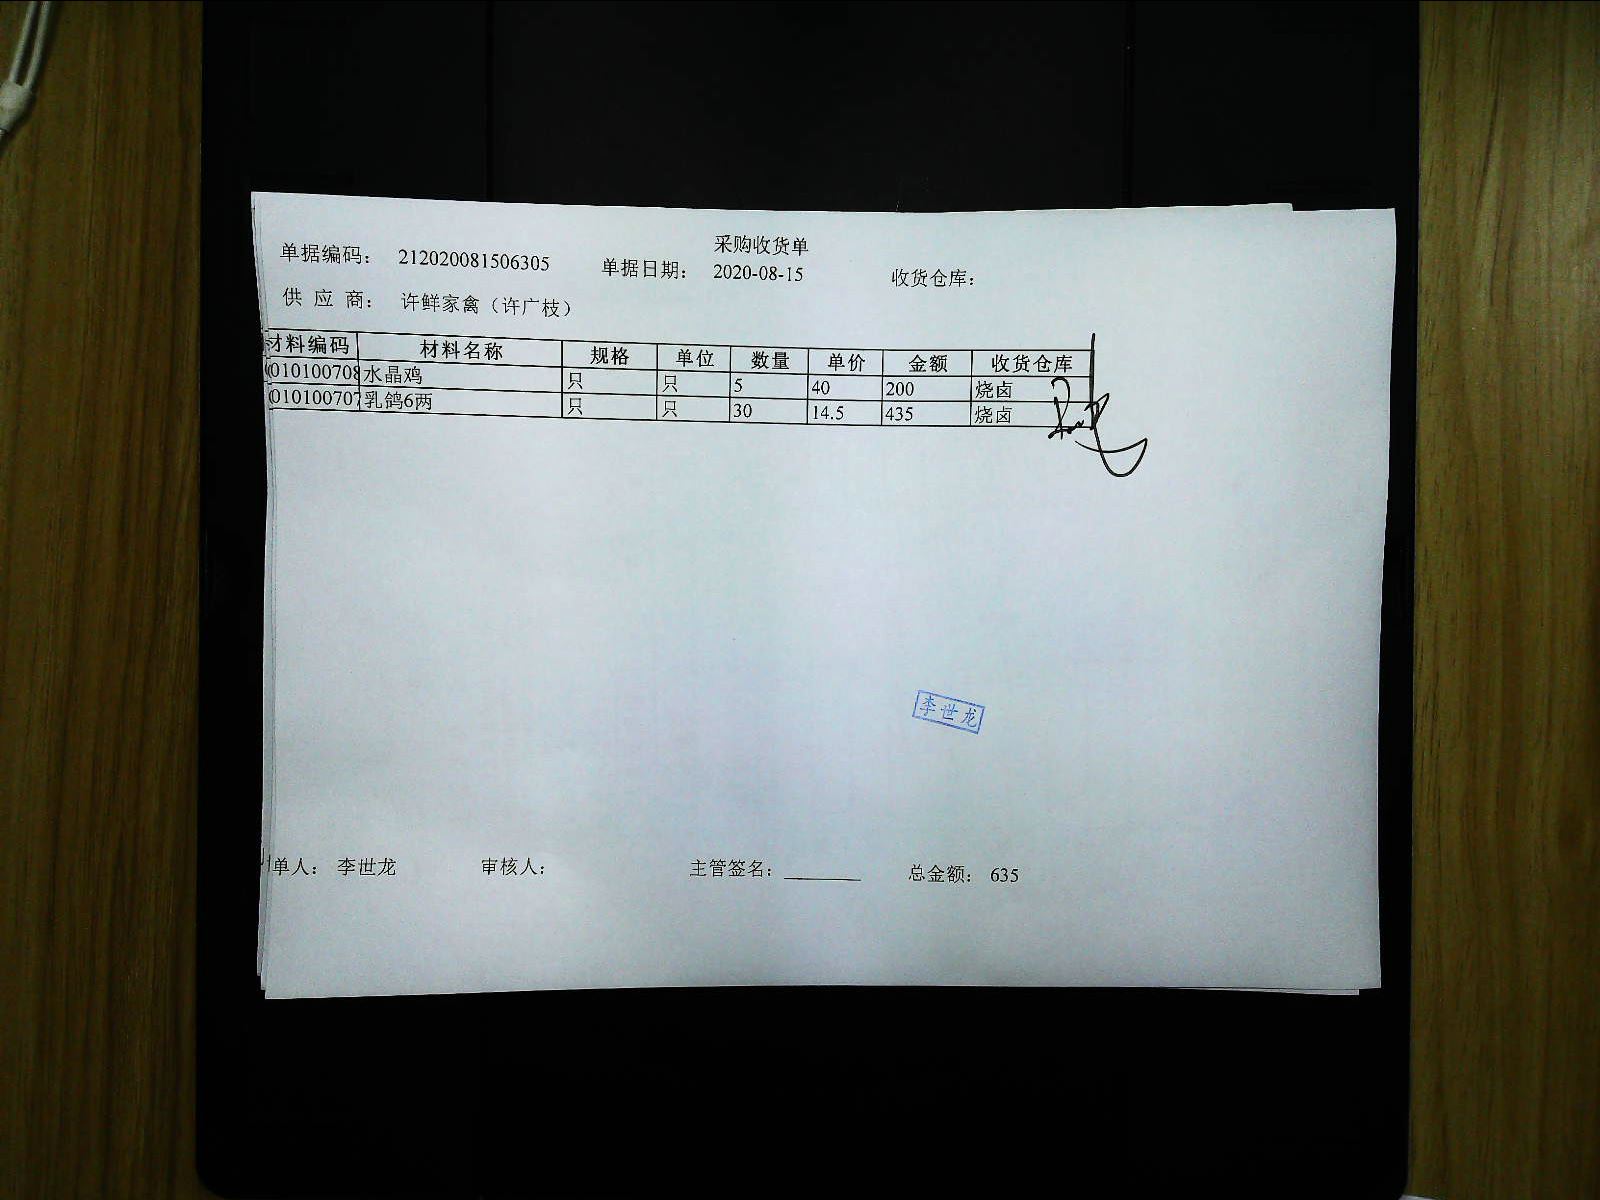 采购收货单
单据编码： 212020081506305 单据日期： 2020-08-15 收货仓库：
供 应 商： 许鲜家禽（许广枝）
材料编码 材料名称 规格 单位 数量 单价 金额 收货仓库
010100708 水晶鸡 只 只 5 40 200 烧卤
010100707 乳鸽6两 只 只 30 14.5 435 烧卤
李世龙
单人： 李世龙 审核人： 主管签名： 总金额： 635